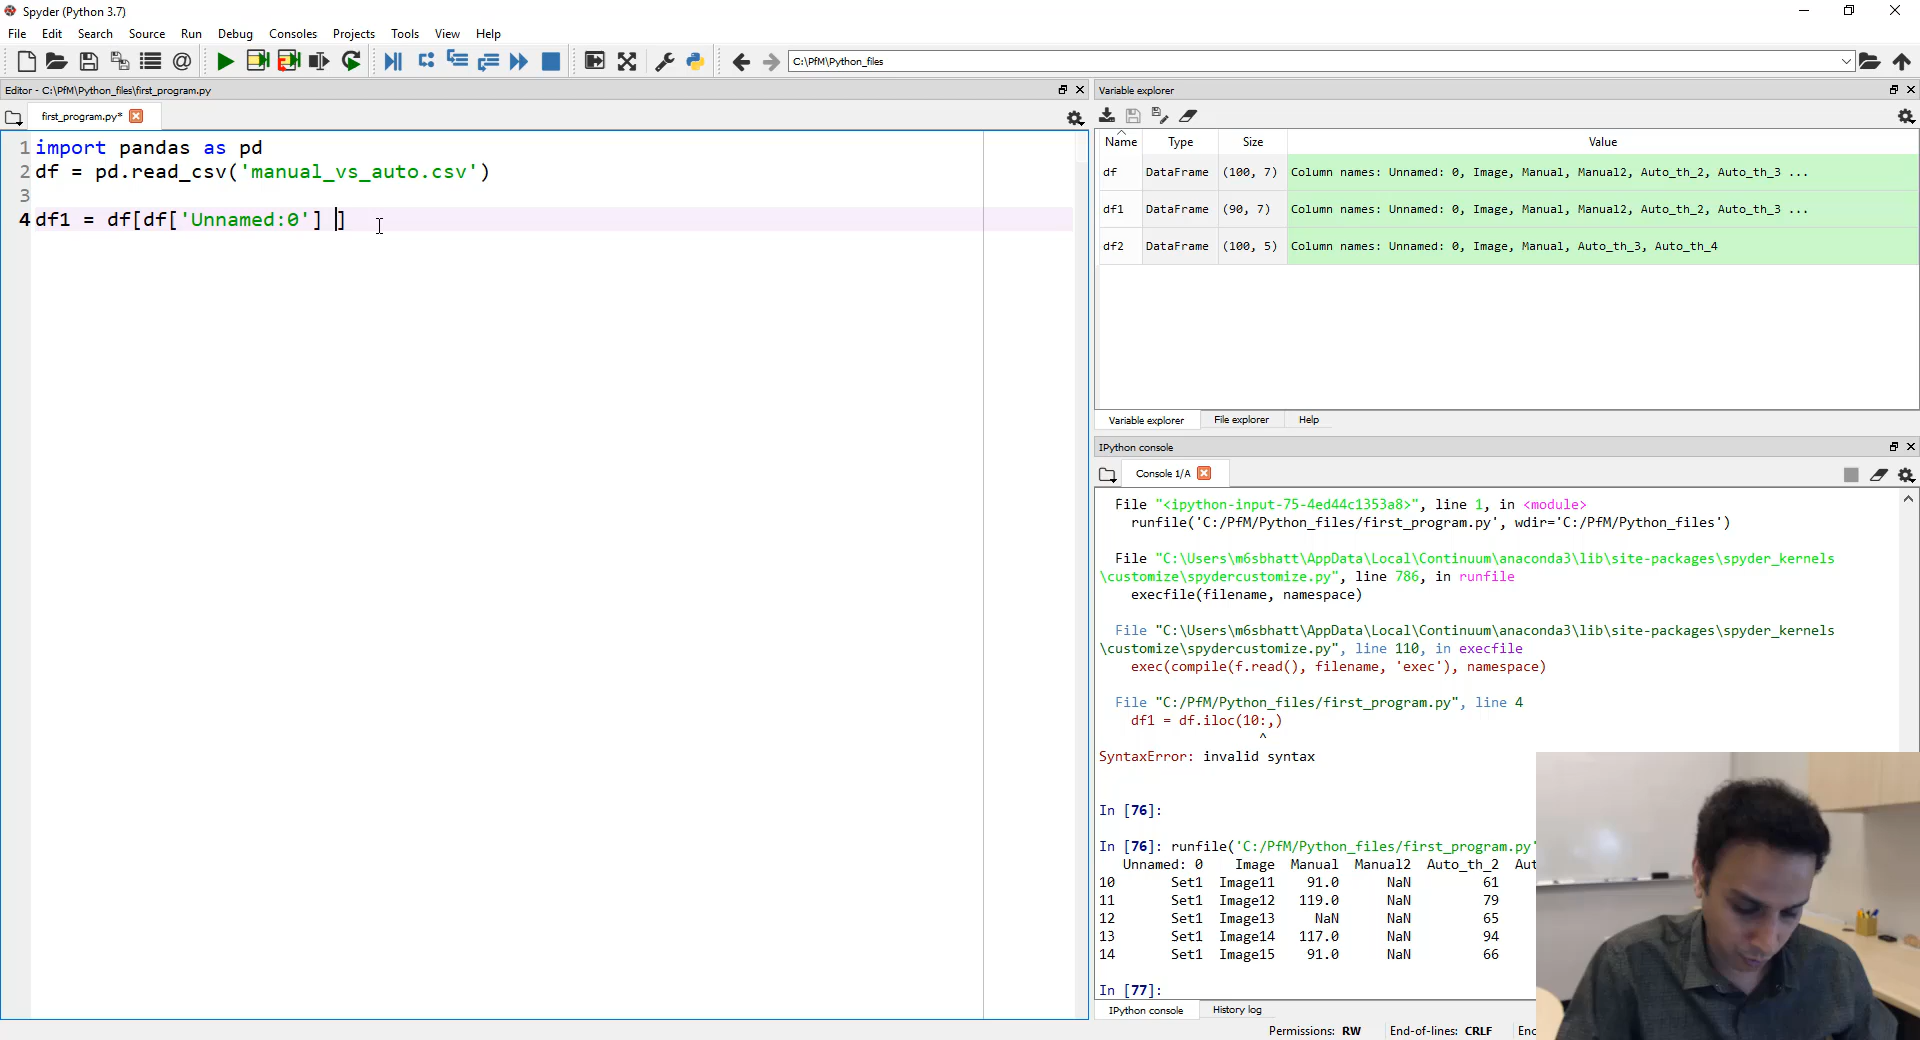 Spyder (Python 3.7)
File Edit Search Source Run Debug Consoles Projects Tools View Help
C:\PfM\Python_files
Editor - C:\PfM\Python_files\first_program.py
first_program.py*
1 import pandas as pd
2 df = pd.read_csv('manual_vs_auto.csv')
3
4 df1 = df[df['Unnamed:0'] ]
Variable explorer
Name Type Size Value
df DataFrame (100, 7) Column names: Unnamed: 0, Image, Manual, Manual2, Auto_th_2, Auto_th_3 ...
df1 DataFrame (90, 7) Column names: Unnamed: 0, Image, Manual, Manual2, Auto_th_2, Auto_th_3 ...
df2 DataFrame (100, 5) Column names: Unnamed: 0, Image, Manual, Auto_th_3, Auto_th_4
Variable explorer File explorer Help
IPython console
Console 1/A
File "<ipython-input-75-4ed44c1353a8>", line 1, in <module>
runfile('C:/PfM/Python_files/first_program.py', wdir='C:/PfM/Python_files')
File "C:\Users\m6sbhatt\AppData\Local\Continuum\anaconda3\lib\site-packages\spyder_kernels
\customize\spydercustomize.py", line 786, in runfile
execfile(filename, namespace)
File "C:\Users\m6sbhatt\AppData\Local\Continuum\anaconda3\lib\site-packages\spyder_kernels
\customize\spydercustomize.py", line 110, in execfile
exec(compile(f.read(), filename, 'exec'), namespace)
File "C:/PfM/Python_files/first_program.py", line 4
df1 = df.iloc(10:,)
^
SyntaxError: invalid syntax
In [76]:
In [76]: runfile('C:/PfM/Python_files/first_program.py'
Unnamed: 0 Image Manual Manual2 Auto_th_2 Aut
10 Set1 Image11 91.0 NaN 61
11 Set1 Image12 119.0 NaN 79
12 Set1 Image13 NaN NaN 65
13 Set1 Image14 117.0 NaN 94
14 Set1 Image15 91.0 NaN 66
In [77]:
IPython console History log
Permissions: RW End-of-lines: CRLF Enc